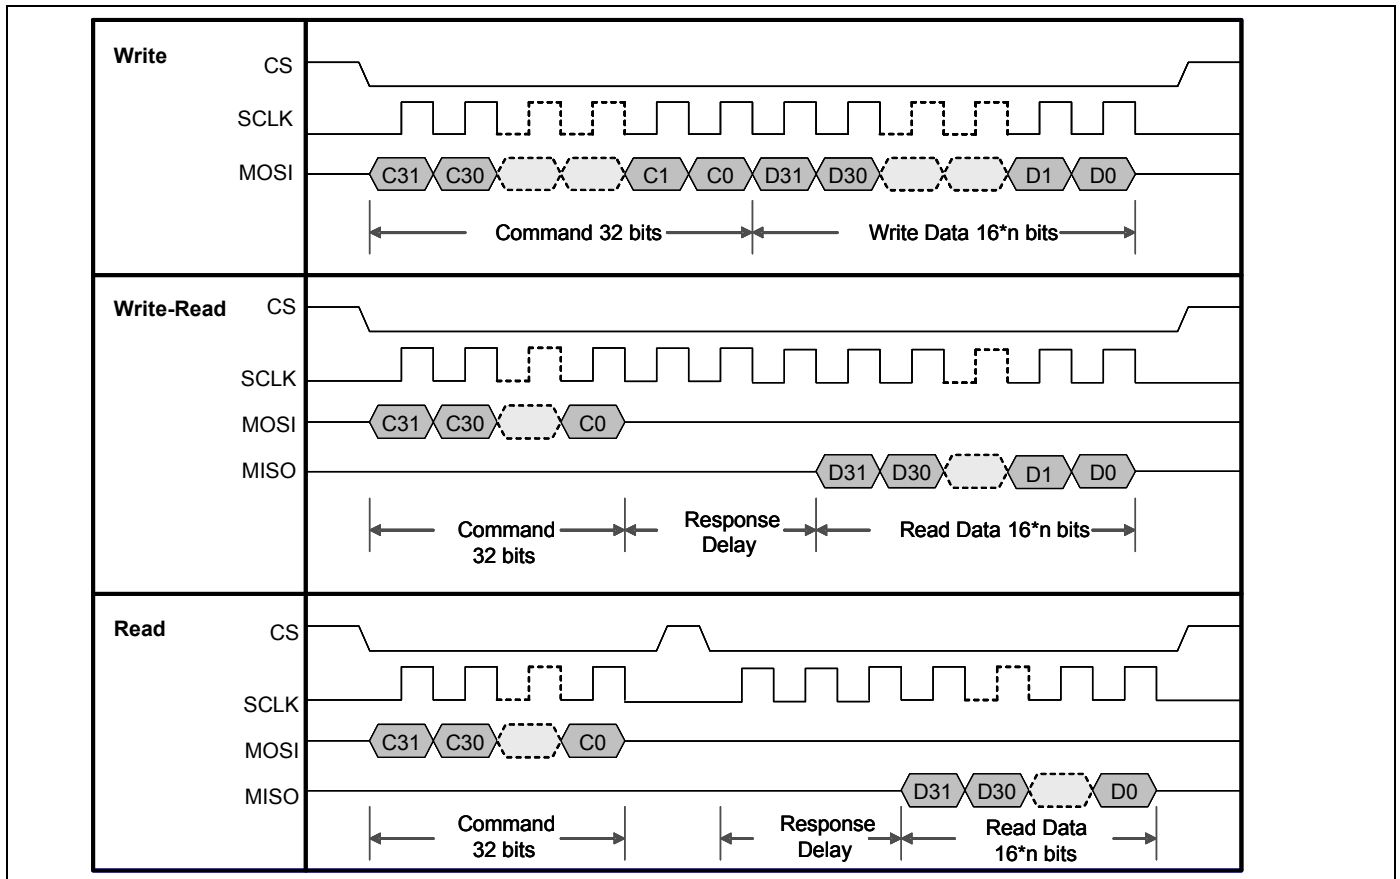 Write
CS
SCLK
MOSI C31 C30 C1 C0 D31 D30 D1 D0
Command 32 bits Write Data 16*n bits
Write-Read CS
SCLK
MOSI C31 C30 C0
MISO D31 D30 D1 D0
Command
32 bits
Response
Delay
Read Data 16*n bits
Read CS
SCLK
MOSI C31 C30 C0
MISO D31 D30 D0
Command
32 bits
Response
Delay
Read Data
16*n bits